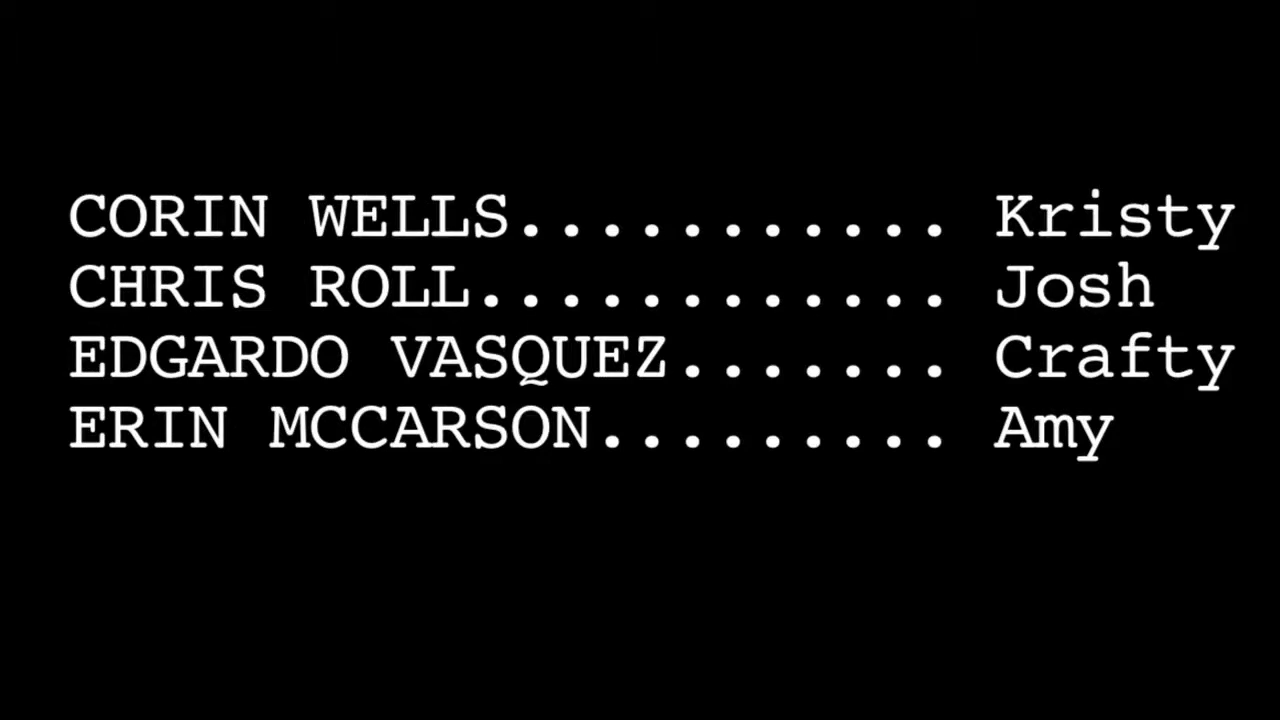 CORIN WELLS........... Kristy
CHRIS ROLL............ Josh
EDGARDO VASQUEZ....... Crafty
ERIN MCCARSON......... Amy